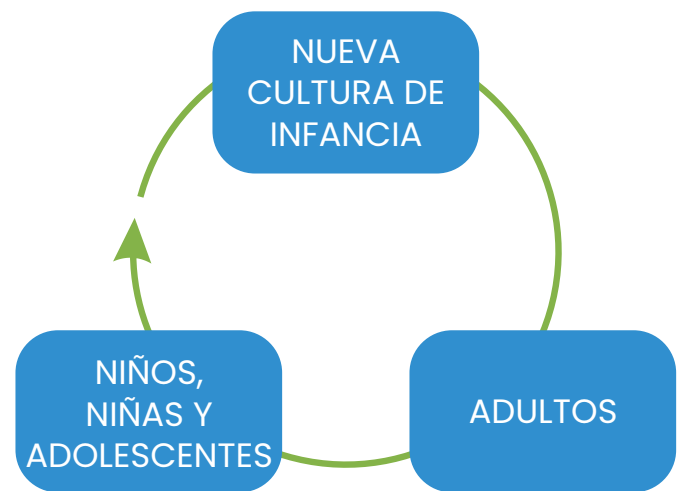 NUEVA
CULTURA DE
INFANCIA
NIÑOS,
NIÑAS Y
ADOLESCENTES
ADULTOS